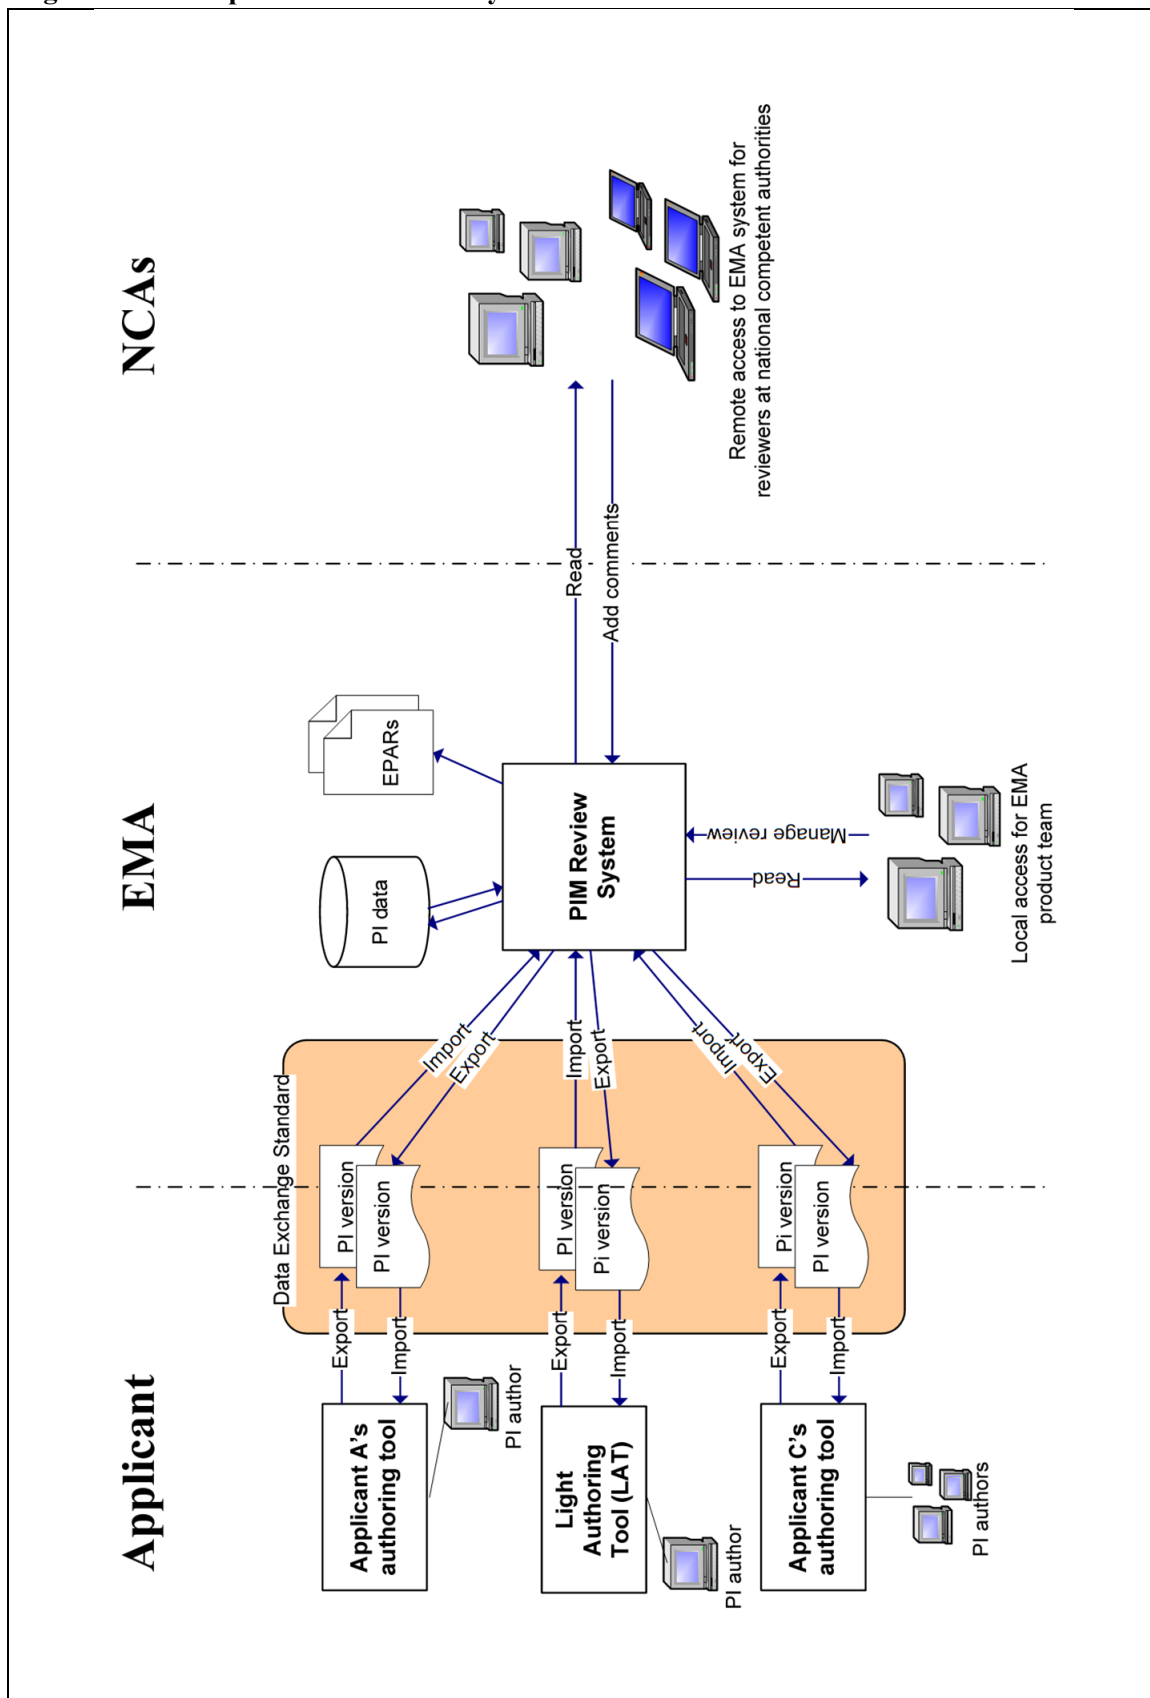 Applicant
EMA
NCAs
Data Exchange Standard
Applicant A's
authoring tool
PI author
Export
Import
PI version
PI version
Import
Export
Light
Authoring
Tool (LAT)
PI author
Export
Import
PI version
Pi version
Import
Export
Applicant C's
authoring tool
PI authors
Export
Import
Pi version
PI version
Import
Export
PI data
EPARs
PIM Review
System
Read
Manage review
Local access for EMA
product team
Read
Add comments
Remote access to EMA system for
reviewers at national competent authorities